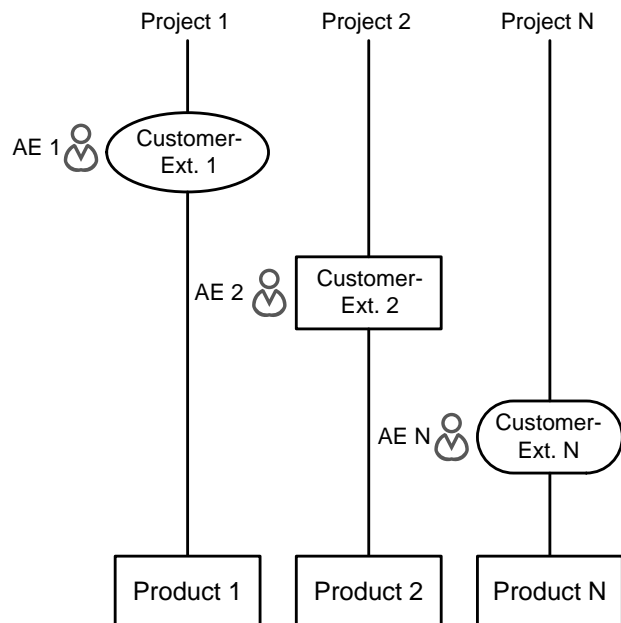 Project 1
Project 2
Project N
AE 1
Customer-
Ext. 1
AE 2
Customer-
Ext. 2
AE N
Customer-
Ext. N
Product 1
Product 2
Product N